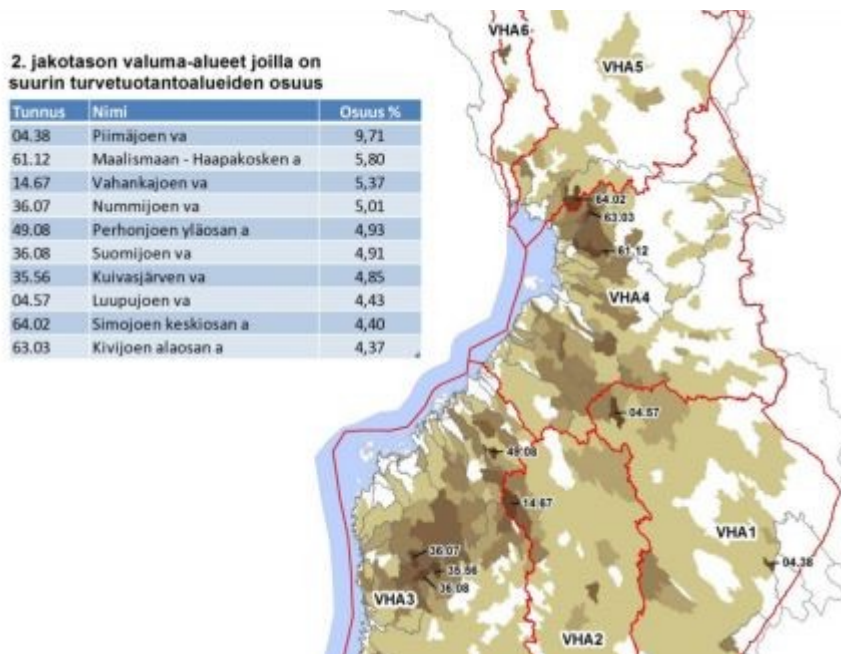 2. jakotason valuma-alueet joilla on
suurin turvetuotantoalueiden osuus
Tunnus Nimi Osuus %
04.38 Piimäjoen va 9,71
61.12 Maalismaan - Haapakosken a 5,80
14.67 Vahankajoen va 5,37
36.07 Nummijoen va 5,01
49.08 Perhonjoen yläosan a 4,93
36.08 Suomijoen va 4,91
35.56 Kuivasjärven va 4,85
04.57 Luupujoen va 4,43
64.02 Simojoen keskiosan a 4,40
63.03 Kivijoen alaosan a 4,37
VHA6
VHA5
64.02
63.03
61.12
VHA4
04.57
49.08
14.67
VHA1
36.07
04.38
35.56
36.08
VHA3
VHA2